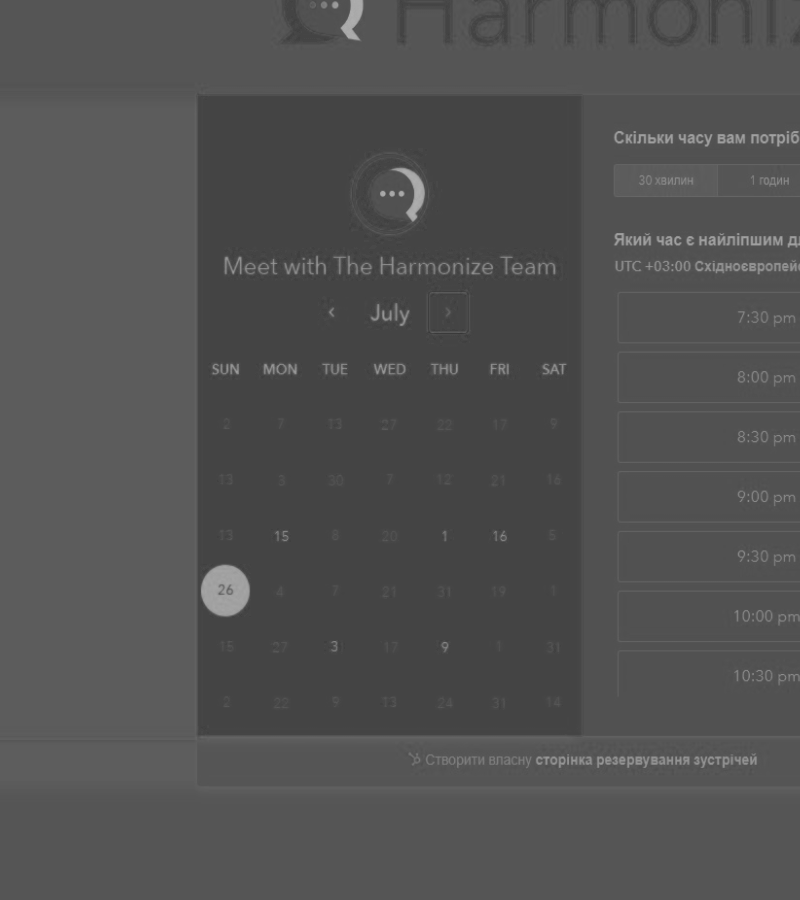 Harmoniz
Скільки часу вам потріб
30 хвилин 1 годин
Meet with The Harmonize Team
Який час є найліпшим д
UTC +03:00 Східноєвропейс
‹ July ›
7:30 pm
SUN MON TUE WED THU FRI SAT
8:00 pm
2 7 13 27 22 17 9
8:30 pm
13 3 30 7 12 21 16
9:00 pm
13 15 8 20 1 16 5
9:30 pm
26 4 7 21 31 19 1
10:00 pm
15 27 3 17 9 1 31
10:30 pm
2 22 9 13 24 31 14
Створити власну сторінка резервування зустрічей